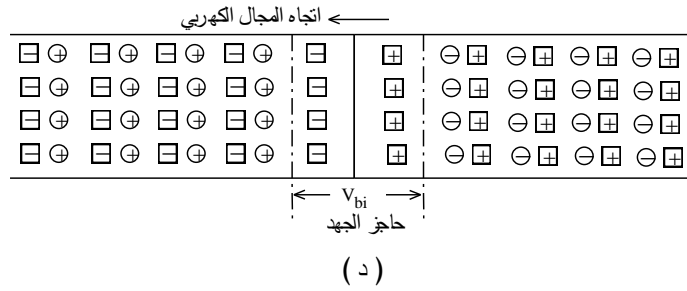 اتجاه المجال الكهربي
V_bi
حاجز الجهد
( د )